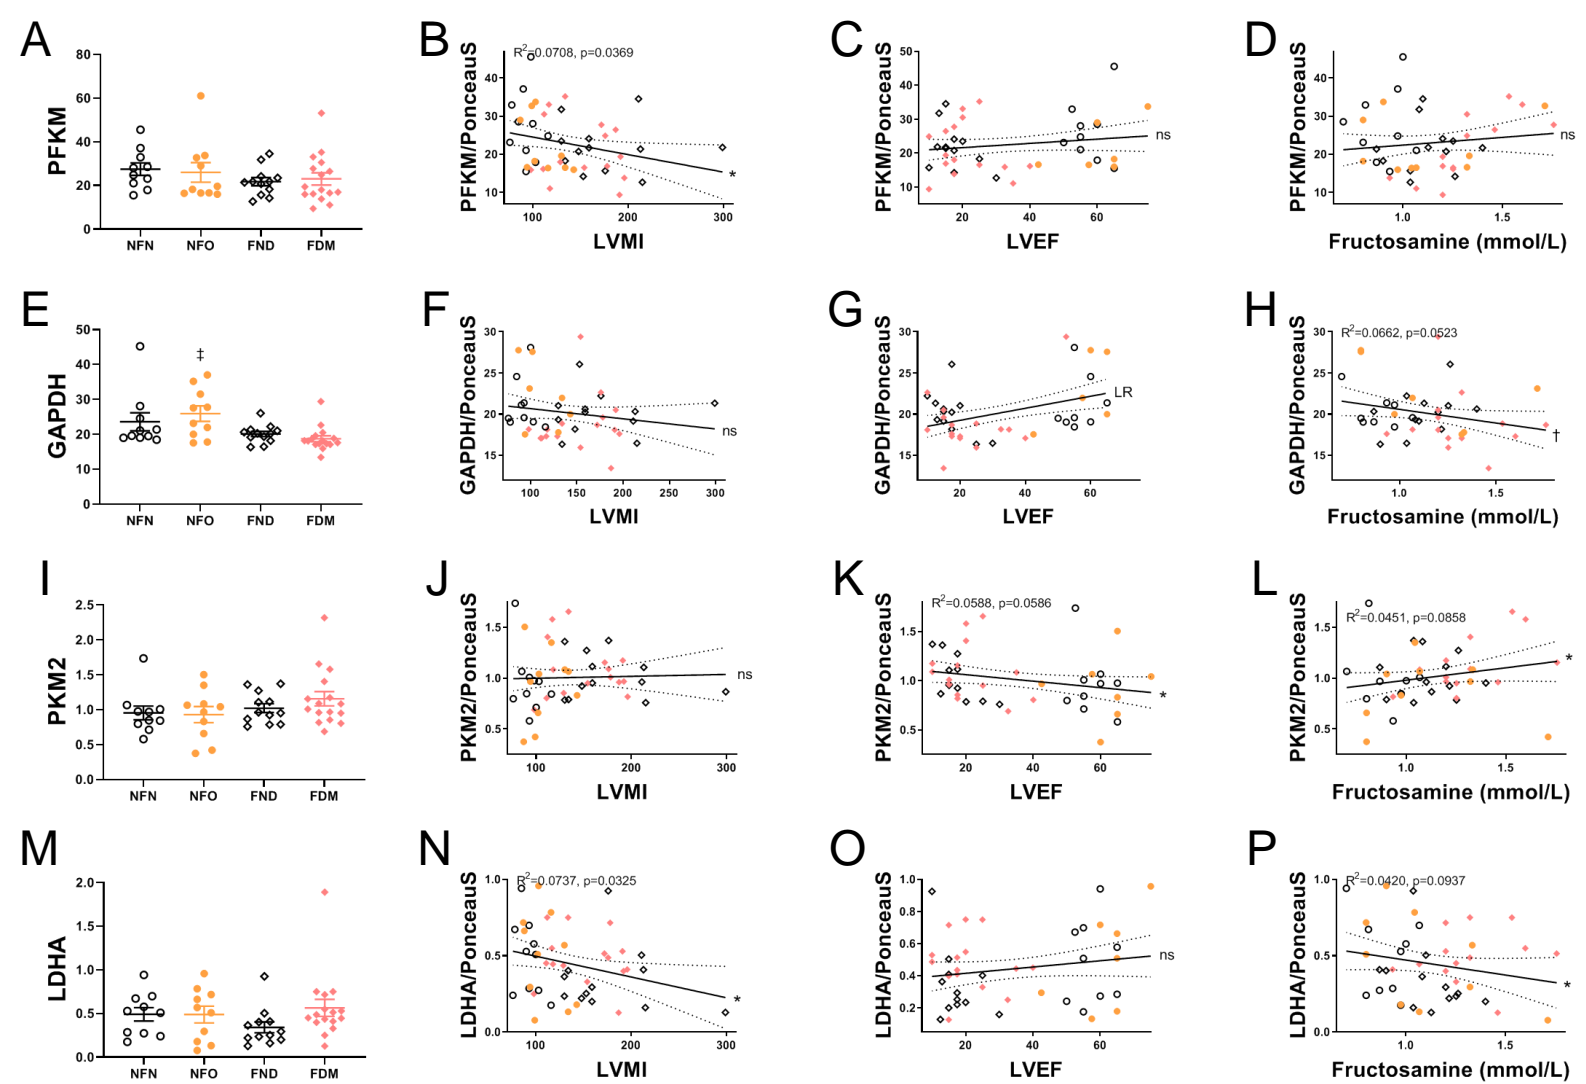 A
PFKM
80
60
40
20
0
NFN NFO FND FDM
B
PFKM/PonceauS
R2=0.0708, p=0.0369
40
30
20
10
*
100 200 300
LVMI
C
PFKM/PonceauS
50
40
30
20
10
ns
20 40 60
LVEF
D
PFKM/PonceauS
40
30
20
10
ns
1.0 1.5
Fructosamine (mmol/L)
E
GAPDH
50
40
30
20
10
0
‡
NFN NFO FND FDM
F
GAPDH/PonceauS
30
25
20
15
ns
100 150 200 250 300
LVMI
G
GAPDH/PonceauS
30
25
20
15
LR
20 40 60
LVEF
H
GAPDH/PonceauS
R2=0.0662, p=0.0523
30
25
20
15
†
1.0 1.5
Fructosamine (mmol/L)
I
PKM2
2.5
2.0
1.5
1.0
0.5
0.0
NFN NFO FND FDM
J
PKM2/PonceauS
1.5
1.0
0.5
ns
100 200 300
LVMI
K
PKM2/PonceauS
R2=0.0588, p=0.0586
1.5
1.0
0.5
*
20 40 60
LVEF
L
PKM2/PonceauS
R2=0.0451, p=0.0858
1.5
1.0
0.5
*
1.0 1.5
Fructosamine (mmol/L)
M
LDHA
2.0
1.5
1.0
0.5
0.0
NFN NFO FND FDM
N
LDHA/PonceauS
R2=0.0737, p=0.0325
1.0
0.5
0.0
*
100 200 300
LVMI
O
LDHA/PonceauS
1.0
0.8
0.6
0.4
0.2
ns
20 40 60
LVEF
P
LDHA/PonceauS
R2=0.0420, p=0.0937
1.0
0.5
0.0
*
1.0 1.5
Fructosamine (mmol/L)